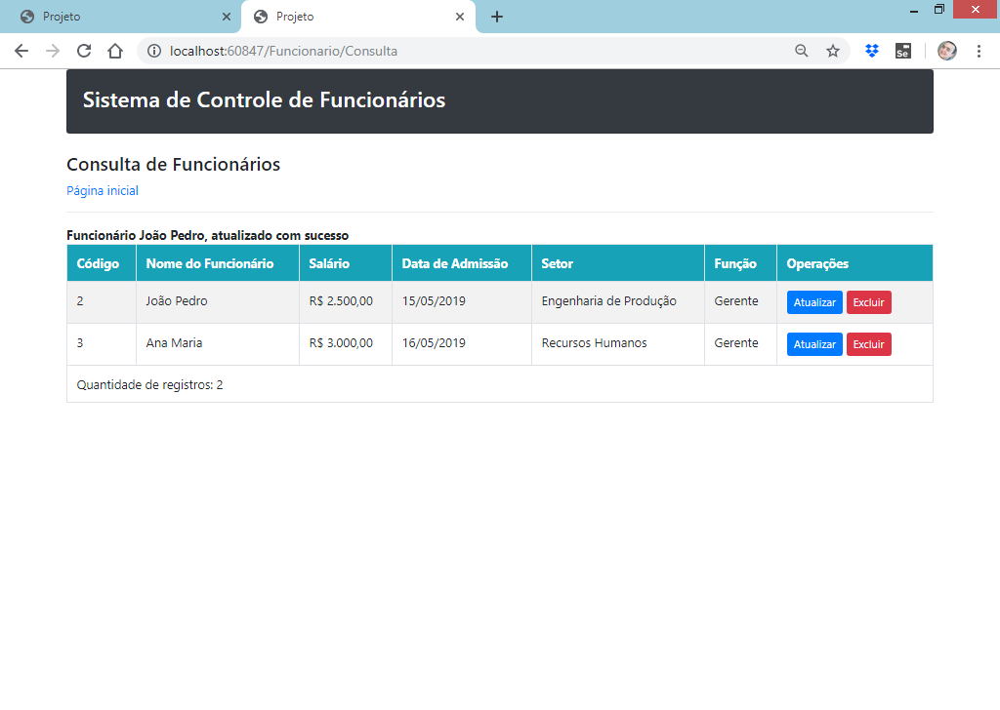 Projeto
Projeto
localhost:60847/Funcionario/Consulta
Se
Sistema de Controle de Funcionários
Consulta de Funcionários
Página inicial
Funcionário João Pedro, atualizado com sucesso
Código Nome do Funcionário Salário Data de Admissão Setor Função Operações
2 João Pedro R$ 2.500,00 15/05/2019 Engenharia de Produção Gerente Atualizar Excluir
3 Ana Maria R$ 3.000,00 16/05/2019 Recursos Humanos Gerente Atualizar Excluir
Quantidade de registros: 2